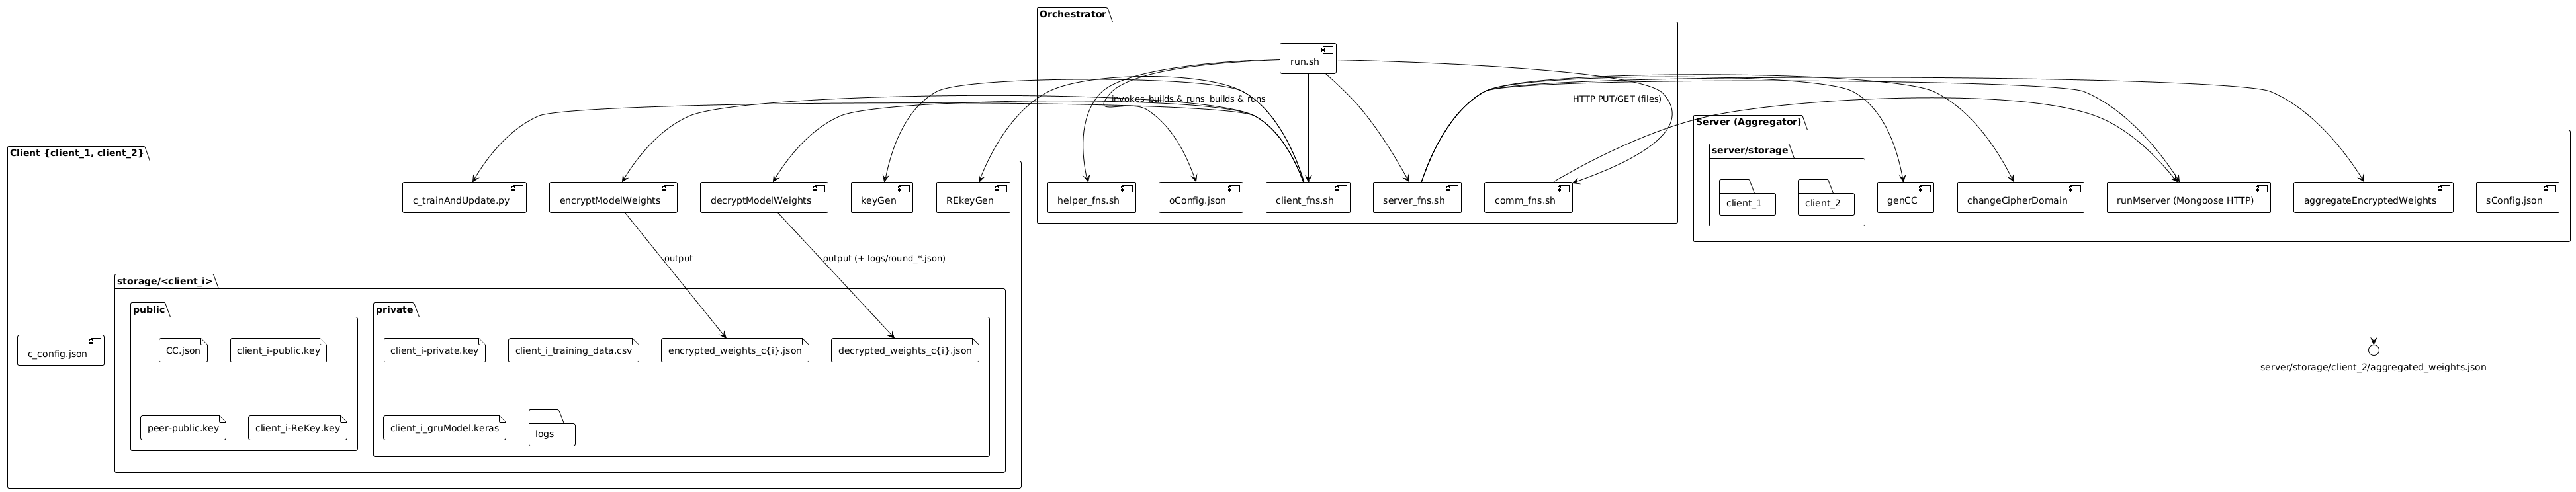 Orchestrator
run.sh
invokes builds & runs builds & runs
HTTP PUT/GET (files)
helper_fns.sh
oConfig.json
client_fns.sh
server_fns.sh
comm_fns.sh
Client {client_1, client_2}
c_trainAndUpdate.py
encryptModelWeights
decryptModelWeights
keyGen
REkeyGen
output
output (+ logs/round_*.json)
c_config.json
storage/<client_i>
public
CC.json
client_i-public.key
peer-public.key
client_i-ReKey.key
private
client_i-private.key
client_i_training_data.csv
encrypted_weights_c{i}.json
decrypted_weights_c{i}.json
client_i_gruModel.keras
logs
Server (Aggregator)
server/storage
client_1
client_2
genCC
changeCipherDomain
runMserver (Mongoose HTTP)
aggregateEncryptedWeights
sConfig.json
server/storage/client_2/aggregated_weights.json